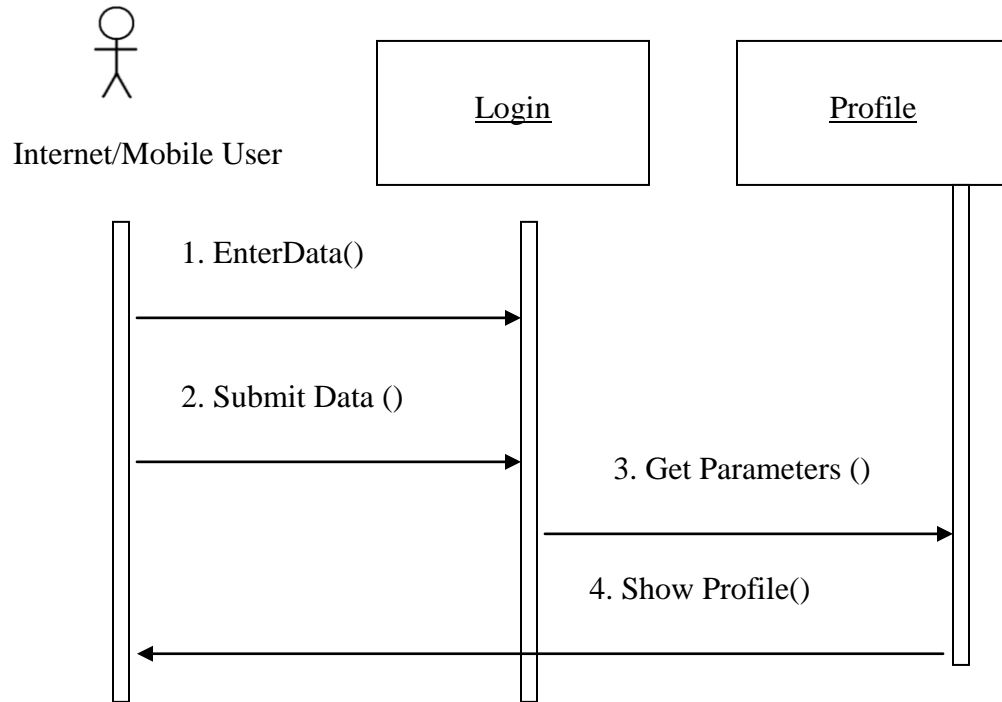 Login
Profile
Internet/Mobile User
1. EnterData()
2. Submit Data ()
3. Get Parameters ()
4. Show Profile()